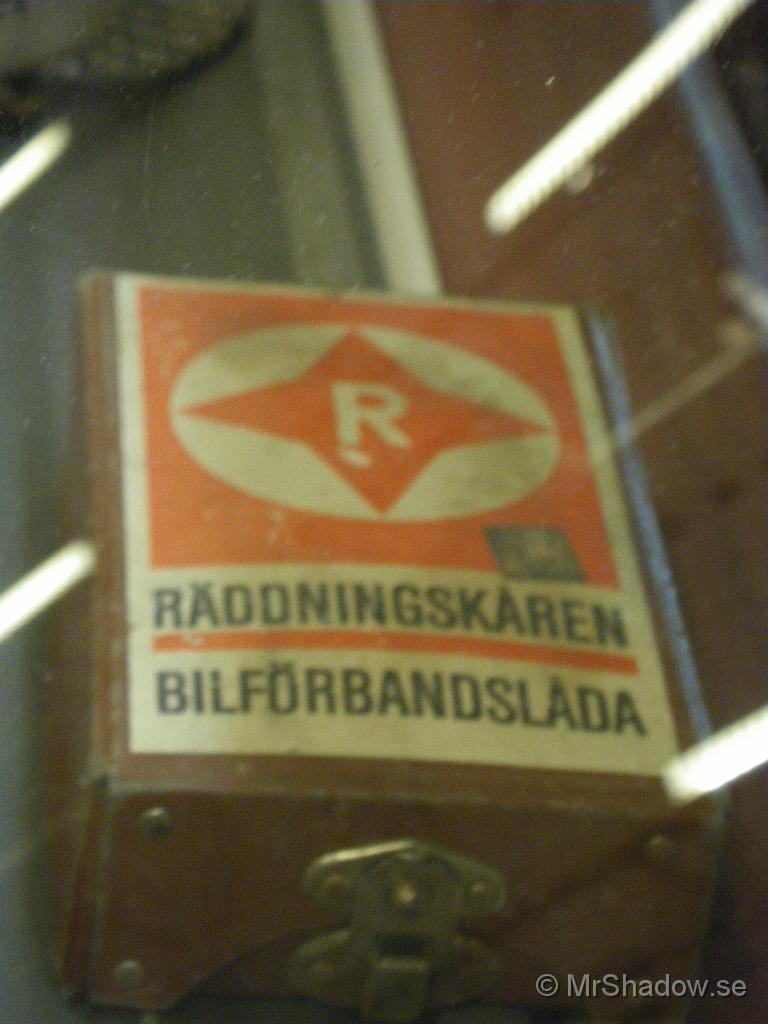 R
RÄDDNINGSKÅREN
BILFÖRBANDSLÅDA
© MrShadow.se